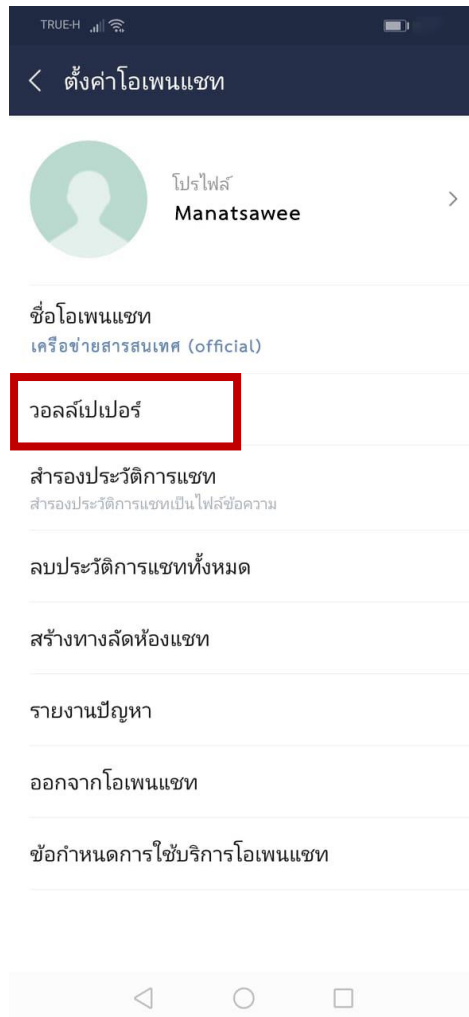 TRUE-H
ตั้งค่าโอเพนแชท
โปรไฟล์
Manatsawee
ชื่อโอเพนแชท
เครือข่ายสารสนเทศ (official)
วอลล์เปเปอร์
สำรองประวัติการแชท
สำรองประวัติการแชทเป็นไฟล์ข้อความ
ลบประวัติการแชททั้งหมด
สร้างทางลัดห้องแชท
รายงานปัญหา
ออกจากโอเพนแชท
ข้อกำหนดการใช้บริการโอเพนแชท